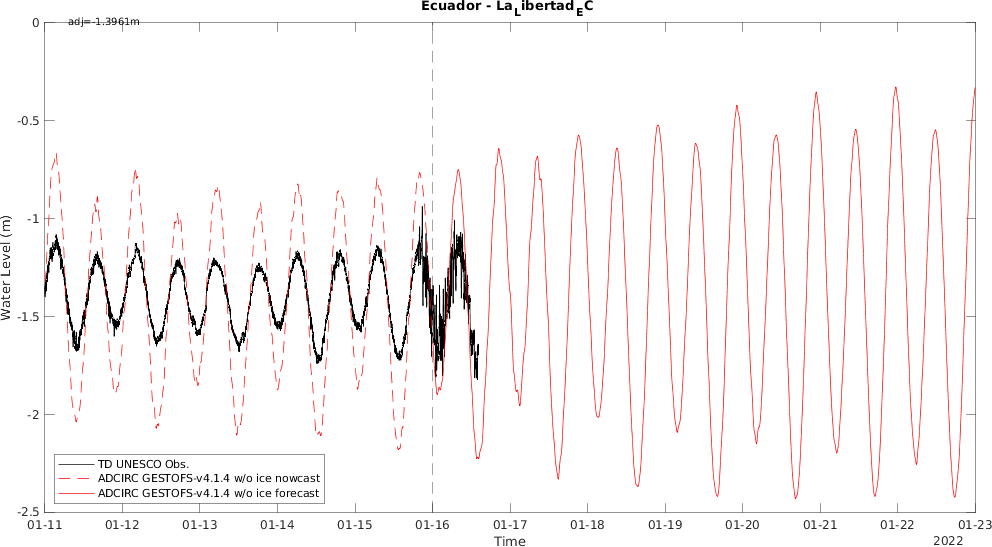 Ecuador - LaLibertadEC
adj=-1.3961m
0
-0.5
-1
-1.5
-2
-2.5
Water Level (m)
TD UNESCO Obs.
ADCIRC GESTOFS-v4.1.4 w/o ice nowcast
ADCIRC GESTOFS-v4.1.4 w/o ice forecast
01-11 01-12 01-13 01-14 01-15 01-16 01-17 01-18 01-19 01-20 01-21 01-22 01-23
Time
2022